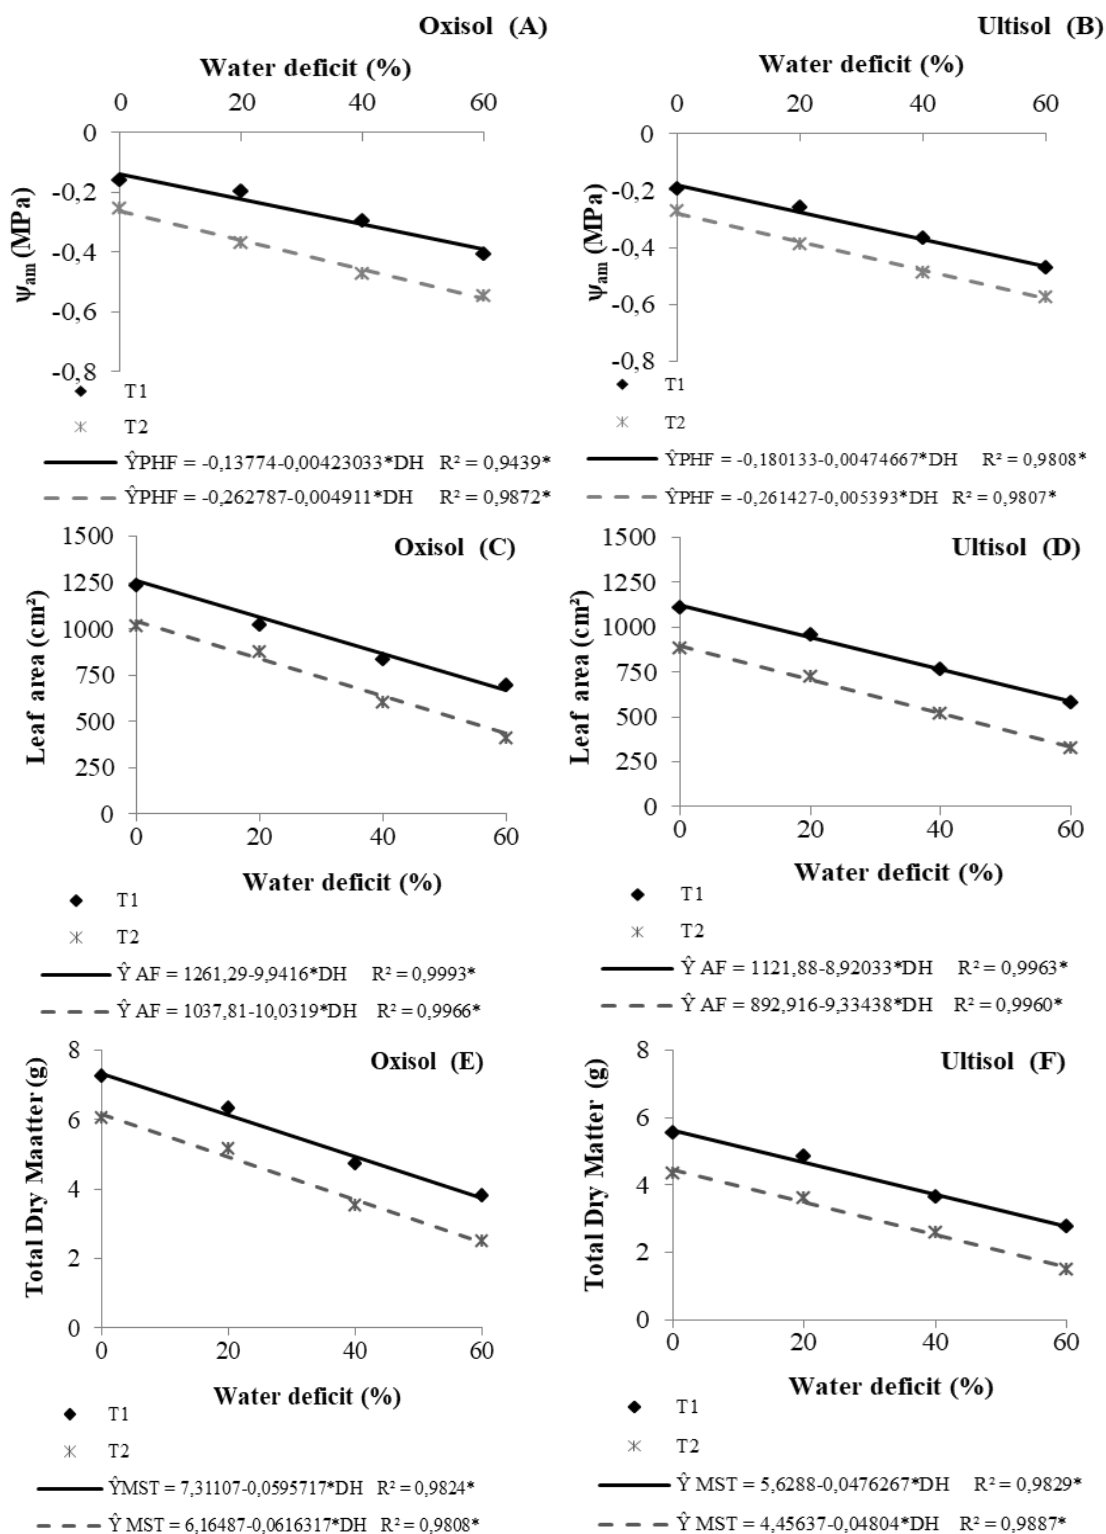 Oxisol (A)
Water deficit (%)
0 20 40 60
0
-0,2
-0,4
-0,6
-0,8
Ψam (MPa)
T1
T2
ŶPHF = -0,13774-0,00423033*DH R² = 0,9439*
ŶPHF = -0,262787-0,004911*DH R² = 0,9872*
Ultisol (B)
Water deficit (%)
0 20 40 60
0
-0,2
-0,4
-0,6
-0,8
Ψam (MPa)
T1
T2
ŶPHF = -0,180133-0,00474667*DH R² = 0,9808*
ŶPHF = -0,261427-0,005393*DH R² = 0,9807*
Oxisol (C)
1500
1250
1000
750
500
250
0
Leaf area (cm²)
0 20 40 60
Water deficit (%)
T1
T2
Ŷ AF = 1261,29-9,9416*DH R² = 0,9993*
Ŷ AF = 1037,81-10,0319*DH R² = 0,9966*
Ultisol (D)
1500
1250
1000
750
500
250
0
Leaf area (cm²)
0 20 40 60
Water deficit (%)
T1
T2
Ŷ AF = 1121,88-8,92033*DH R² = 0,9963*
Ŷ AF = 892,916-9,33438*DH R² = 0,9960*
Oxisol (E)
8
6
4
2
0
Total Dry Maatter (g)
0 20 40 60
Water deficit (%)
T1
T2
ŶMST = 7,31107-0,0595717*DH R² = 0,9824*
Ŷ MST = 6,16487-0,0616317*DH R² = 0,9808*
Ultisol (F)
8
6
4
2
0
Total Dry Matter (g)
0 20 40 60
Water deficit (%)
T1
T2
Ŷ MST = 5,6288-0,0476267*DH R² = 0,9829*
Ŷ MST = 4,45637-0,04804*DH R² = 0,9887*